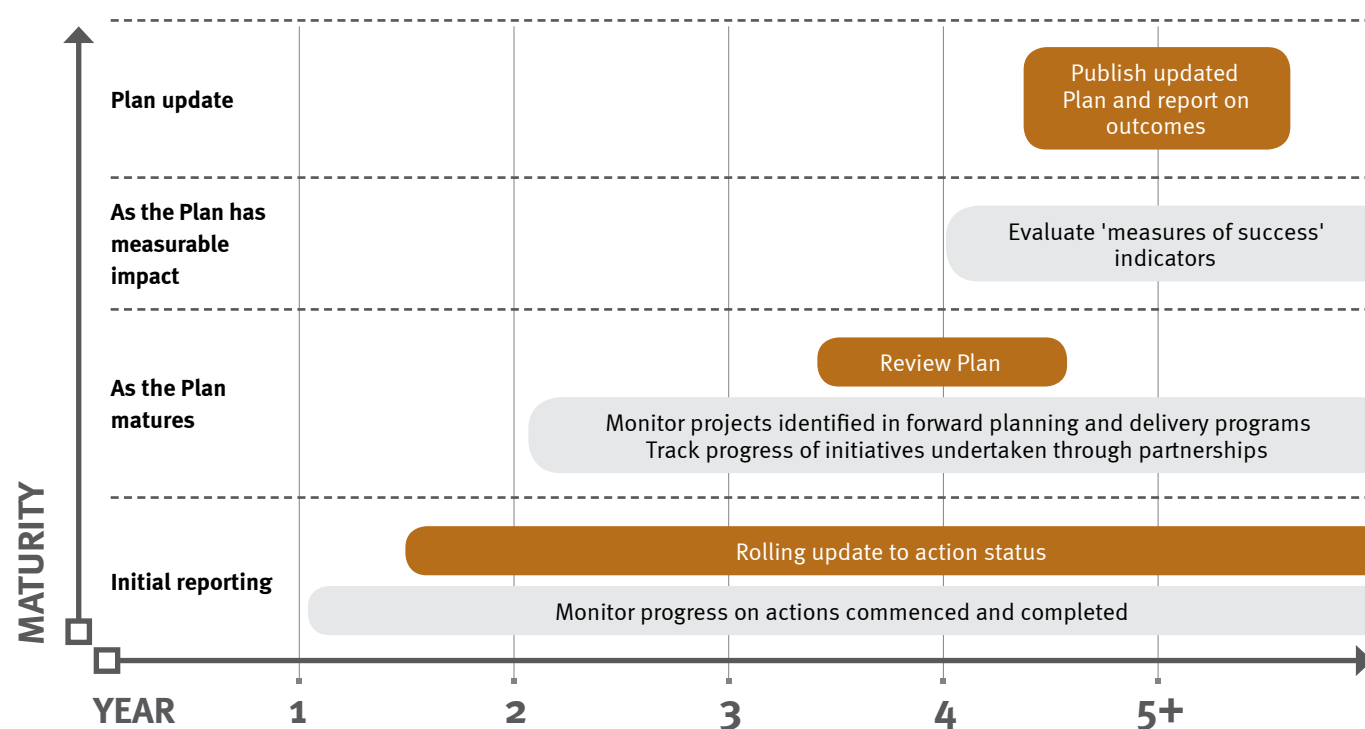 Plan update
Publish updated
Plan and report on
outcomes
As the Plan has
measurable
impact
Evaluate 'measures of success'
indicators
As the Plan
matures
Review Plan
Monitor projects identified in forward planning and delivery programs
Track progress of initiatives undertaken through partnerships
Initial reporting
Rolling update to action status
Monitor progress on actions commenced and completed
MATURITY
YEAR 1 2 3 4 5+